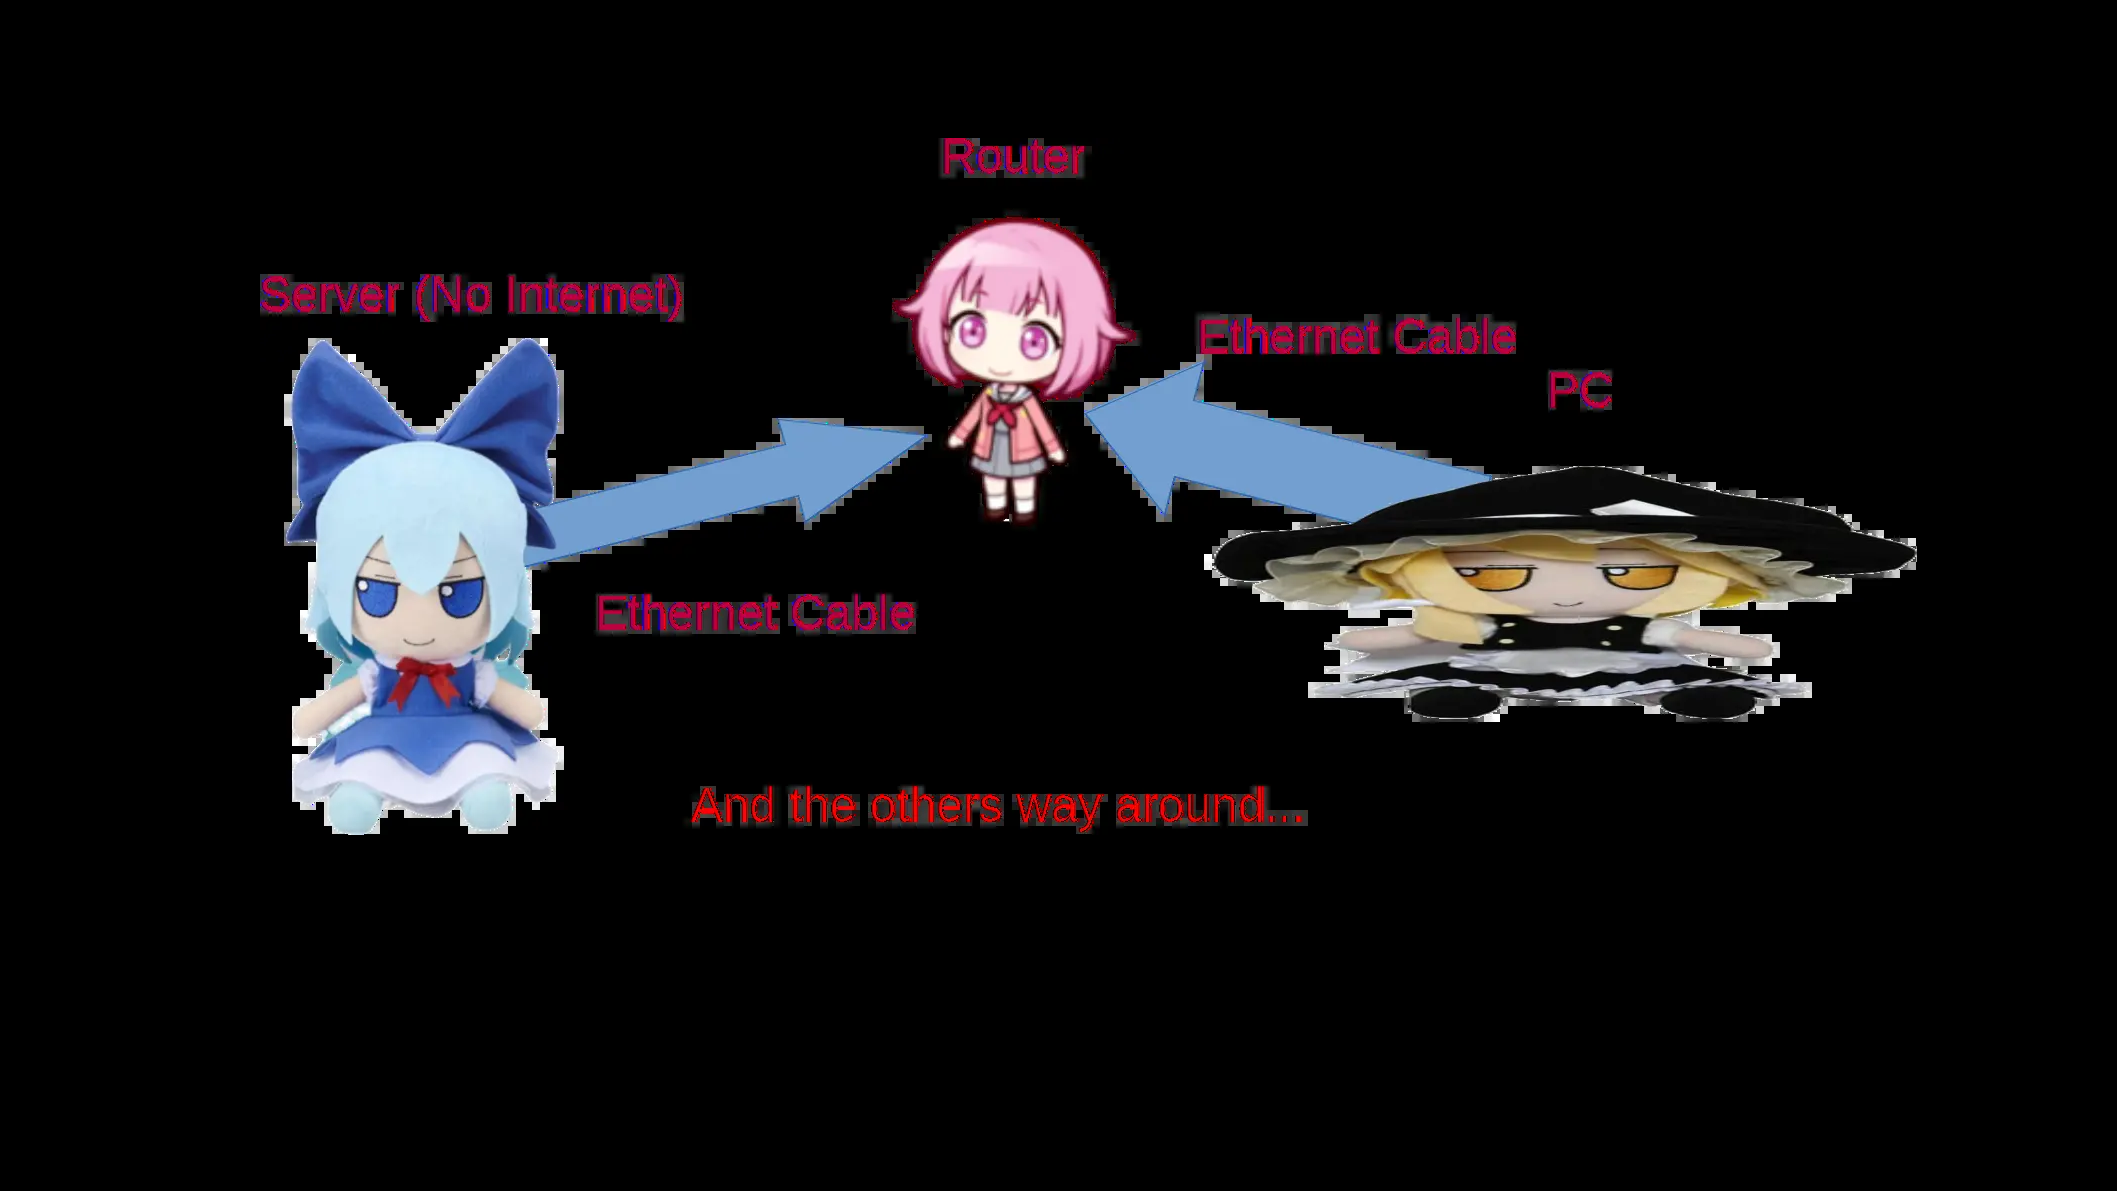 Router
Server (No Internet)
Ethernet Cable
PC
Ethernet Cable
And the others way around...